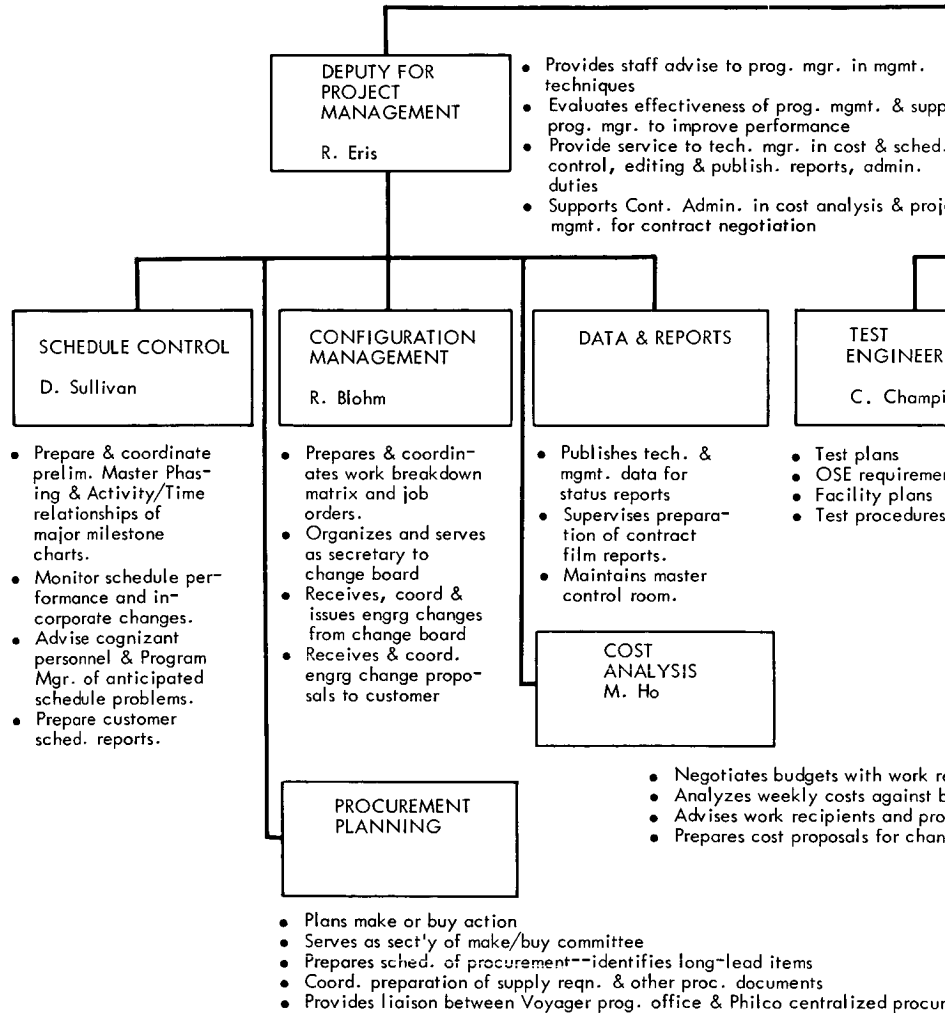 DEPUTY FOR
PROJECT
MANAGEMENT
R. Eris
• Provides staff advise to prog. mgr. in mgmt.
techniques
• Evaluates effectiveness of prog. mgmt. & supp
prog. mgr. to improve performance
• Provide service to tech. mgr. in cost & sched.
control, editing & publish. reports, admin.
duties
• Supports Cont. Admin. in cost analysis & proj
mgmt. for contract negotiation
SCHEDULE CONTROL
D. Sullivan
• Prepare & coordinate
prelim. Master Phas-
ing & Activity/Time
relationships of
major milestone
charts.
• Monitor schedule per-
formance and in-
corporate changes.
• Advise cognizant
personnel & Program
Mgr. of anticipated
schedule problems.
• Prepare customer
sched. reports.
CONFIGURATION
MANAGEMENT
R. Blohm
• Prepares & coordin-
ates work breakdown
matrix and job
orders.
• Organizes and serves
as secretary to
change board
• Receives, coord &
issues engrg changes
from change board
• Receives & coord.
engrg change propo-
sals to customer
DATA & REPORTS
• Publishes tech. &
mgmt. data for
status reports
• Supervises prepara-
tion of contract
film reports.
• Maintains master
control room.
TEST
ENGINEER
C. Champi
• Test plans
• OSE requiremen
• Facility plans
• Test procedures
COST
ANALYSIS
M. Ho
• Negotiates budgets with work re
• Analyzes weekly costs against b
• Advises work recipients and pro
• Prepares cost proposals for chan
PROCUREMENT
PLANNING
• Plans make or buy action
• Serves as sect'y of make/buy committee
• Prepares sched. of procurement--identifies long-lead items
• Coord. preparation of supply reqn. & other proc. documents
• Provides liaison between Voyager prog. office & Philco centralized procur